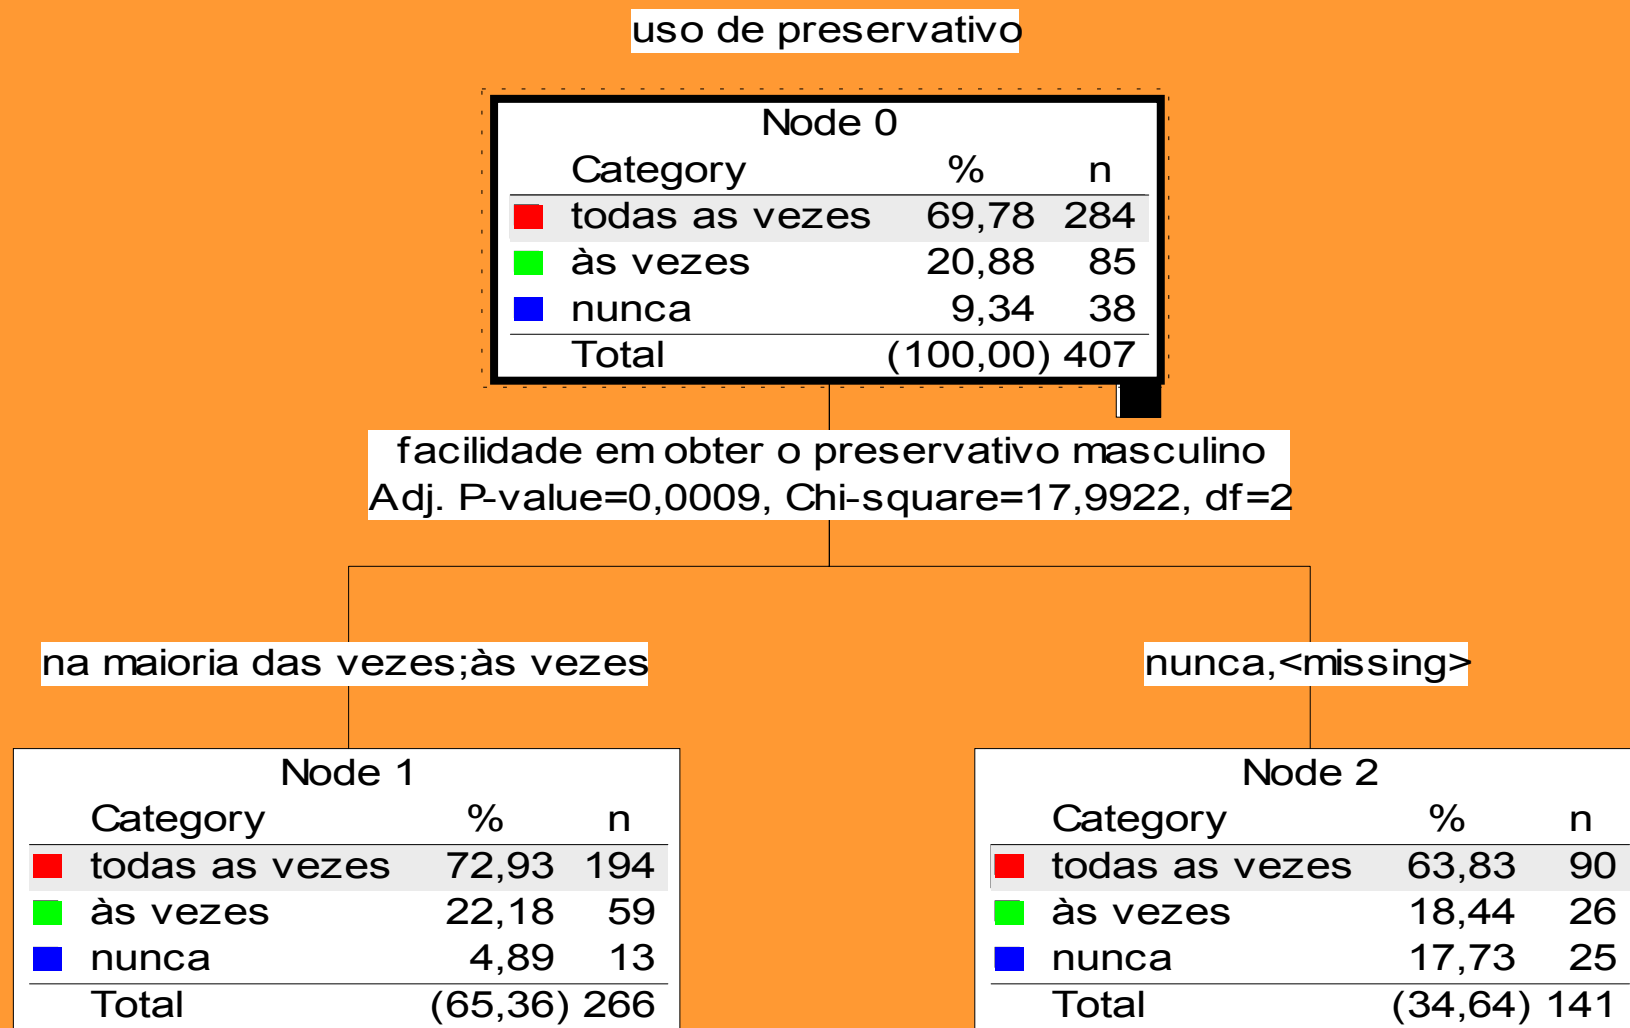 uso de preservativo
Node 0
Category % n
todas as vezes 69,78 284
às vezes 20,88 85
nunca 9,34 38
Total (100,00) 407
facilidade em obter o preservativo masculino
Adj. P-value=0,0009, Chi-square=17,9922, df=2
na maioria das vezes;às vezes
nunca,<missing>
Node 1
Category % n
todas as vezes 72,93 194
às vezes 22,18 59
nunca 4,89 13
Total (65,36) 266
Node 2
Category % n
todas as vezes 63,83 90
às vezes 18,44 26
nunca 17,73 25
Total (34,64) 141